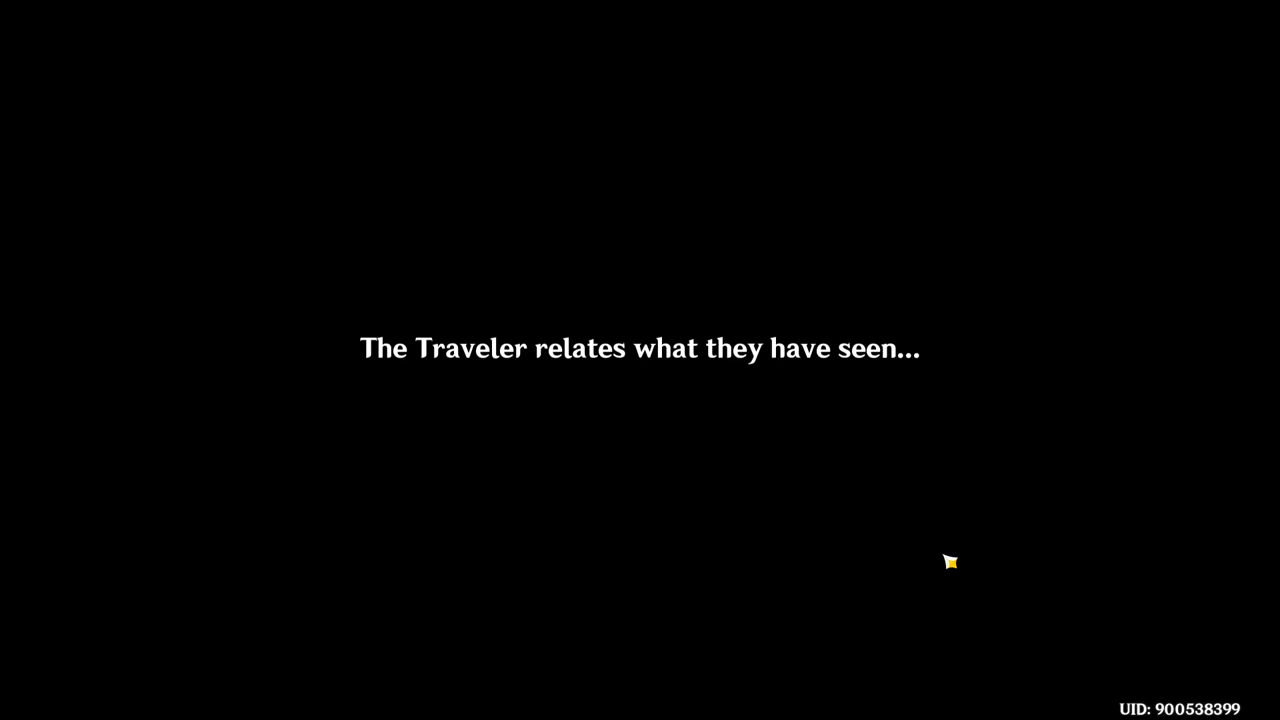 The Traveler relates what they have seen...
UID: 900538399